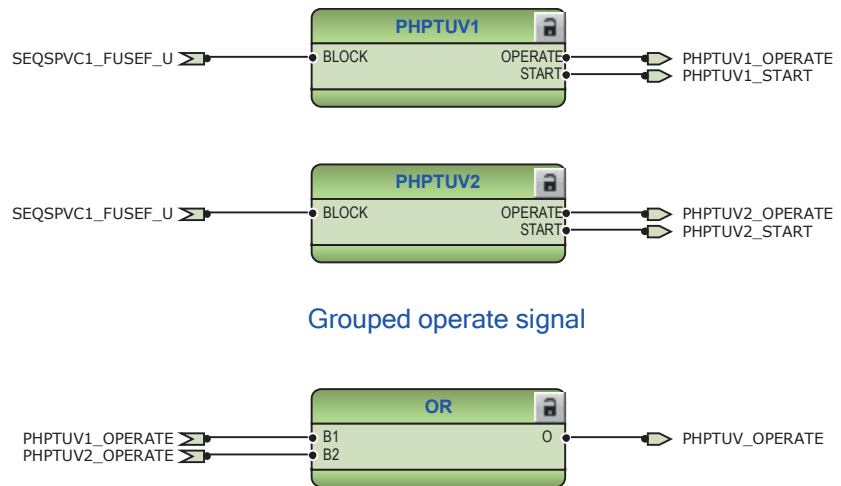 PHPTUV1
SEQSPVC1_FUSEF_U BLOCK OPERATE PHPTUV1_OPERATE
START PHPTUV1_START
PHPTUV2
SEQSPVC1_FUSEF_U BLOCK OPERATE PHPTUV2_OPERATE
START PHPTUV2_START
Grouped operate signal
OR
PHPTUV1_OPERATE B1 O PHPTUV_OPERATE
PHPTUV2_OPERATE B2